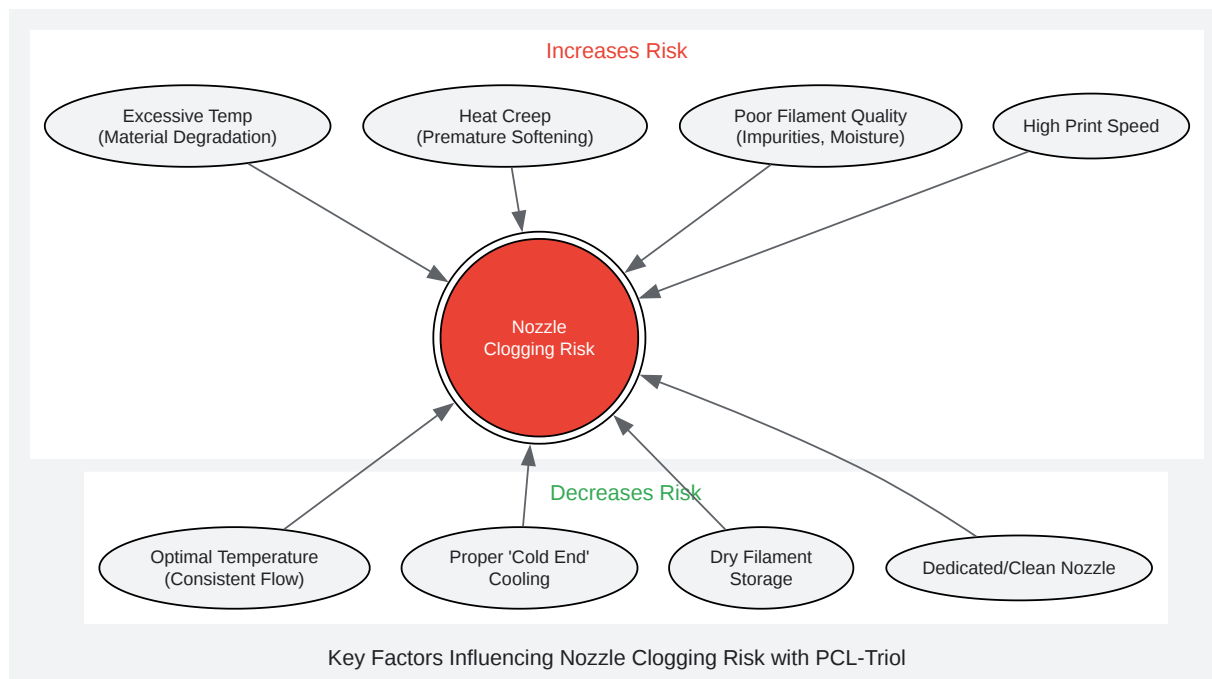 Increases Risk
Excessive Temp
(Material Degradation)
Heat Creep
(Premature Softening)
Poor Filament Quality
(Impurities, Moisture)
High Print Speed
Nozzle
Clogging Risk
Decreases Risk
Optimal Temperature
(Consistent Flow)
Proper 'Cold End'
Cooling
Dry Filament
Storage
Dedicated/Clean Nozzle
Key Factors Influencing Nozzle Clogging Risk with PCL-Triol